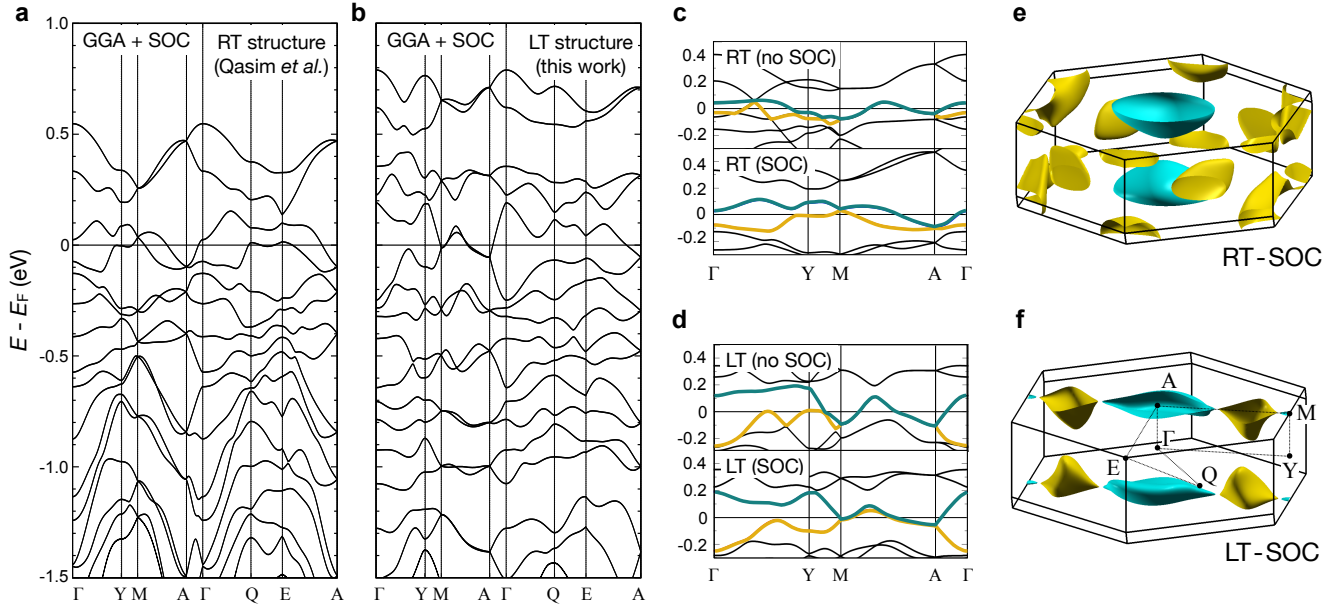 a
GGA + SOC
RT structure
(Qasim et al.)
E - E_F (eV)
1.0
0.5
0
-0.5
-1.0
-1.5
Γ Y M A Γ Q E A
b
GGA + SOC
LT structure
(this work)
Γ Y M A Γ Q E A
c
RT (no SOC)
0.4
0.2
0
-0.2
RT (SOC)
0.4
0.2
0
-0.2
Γ Y M A Γ
d
LT (no SOC)
0.4
0.2
0
-0.2
LT (SOC)
0.4
0.2
0
-0.2
Γ Y M A Γ
e
RT-SOC
f
A
M
Γ
E
Q
Y
LT-SOC